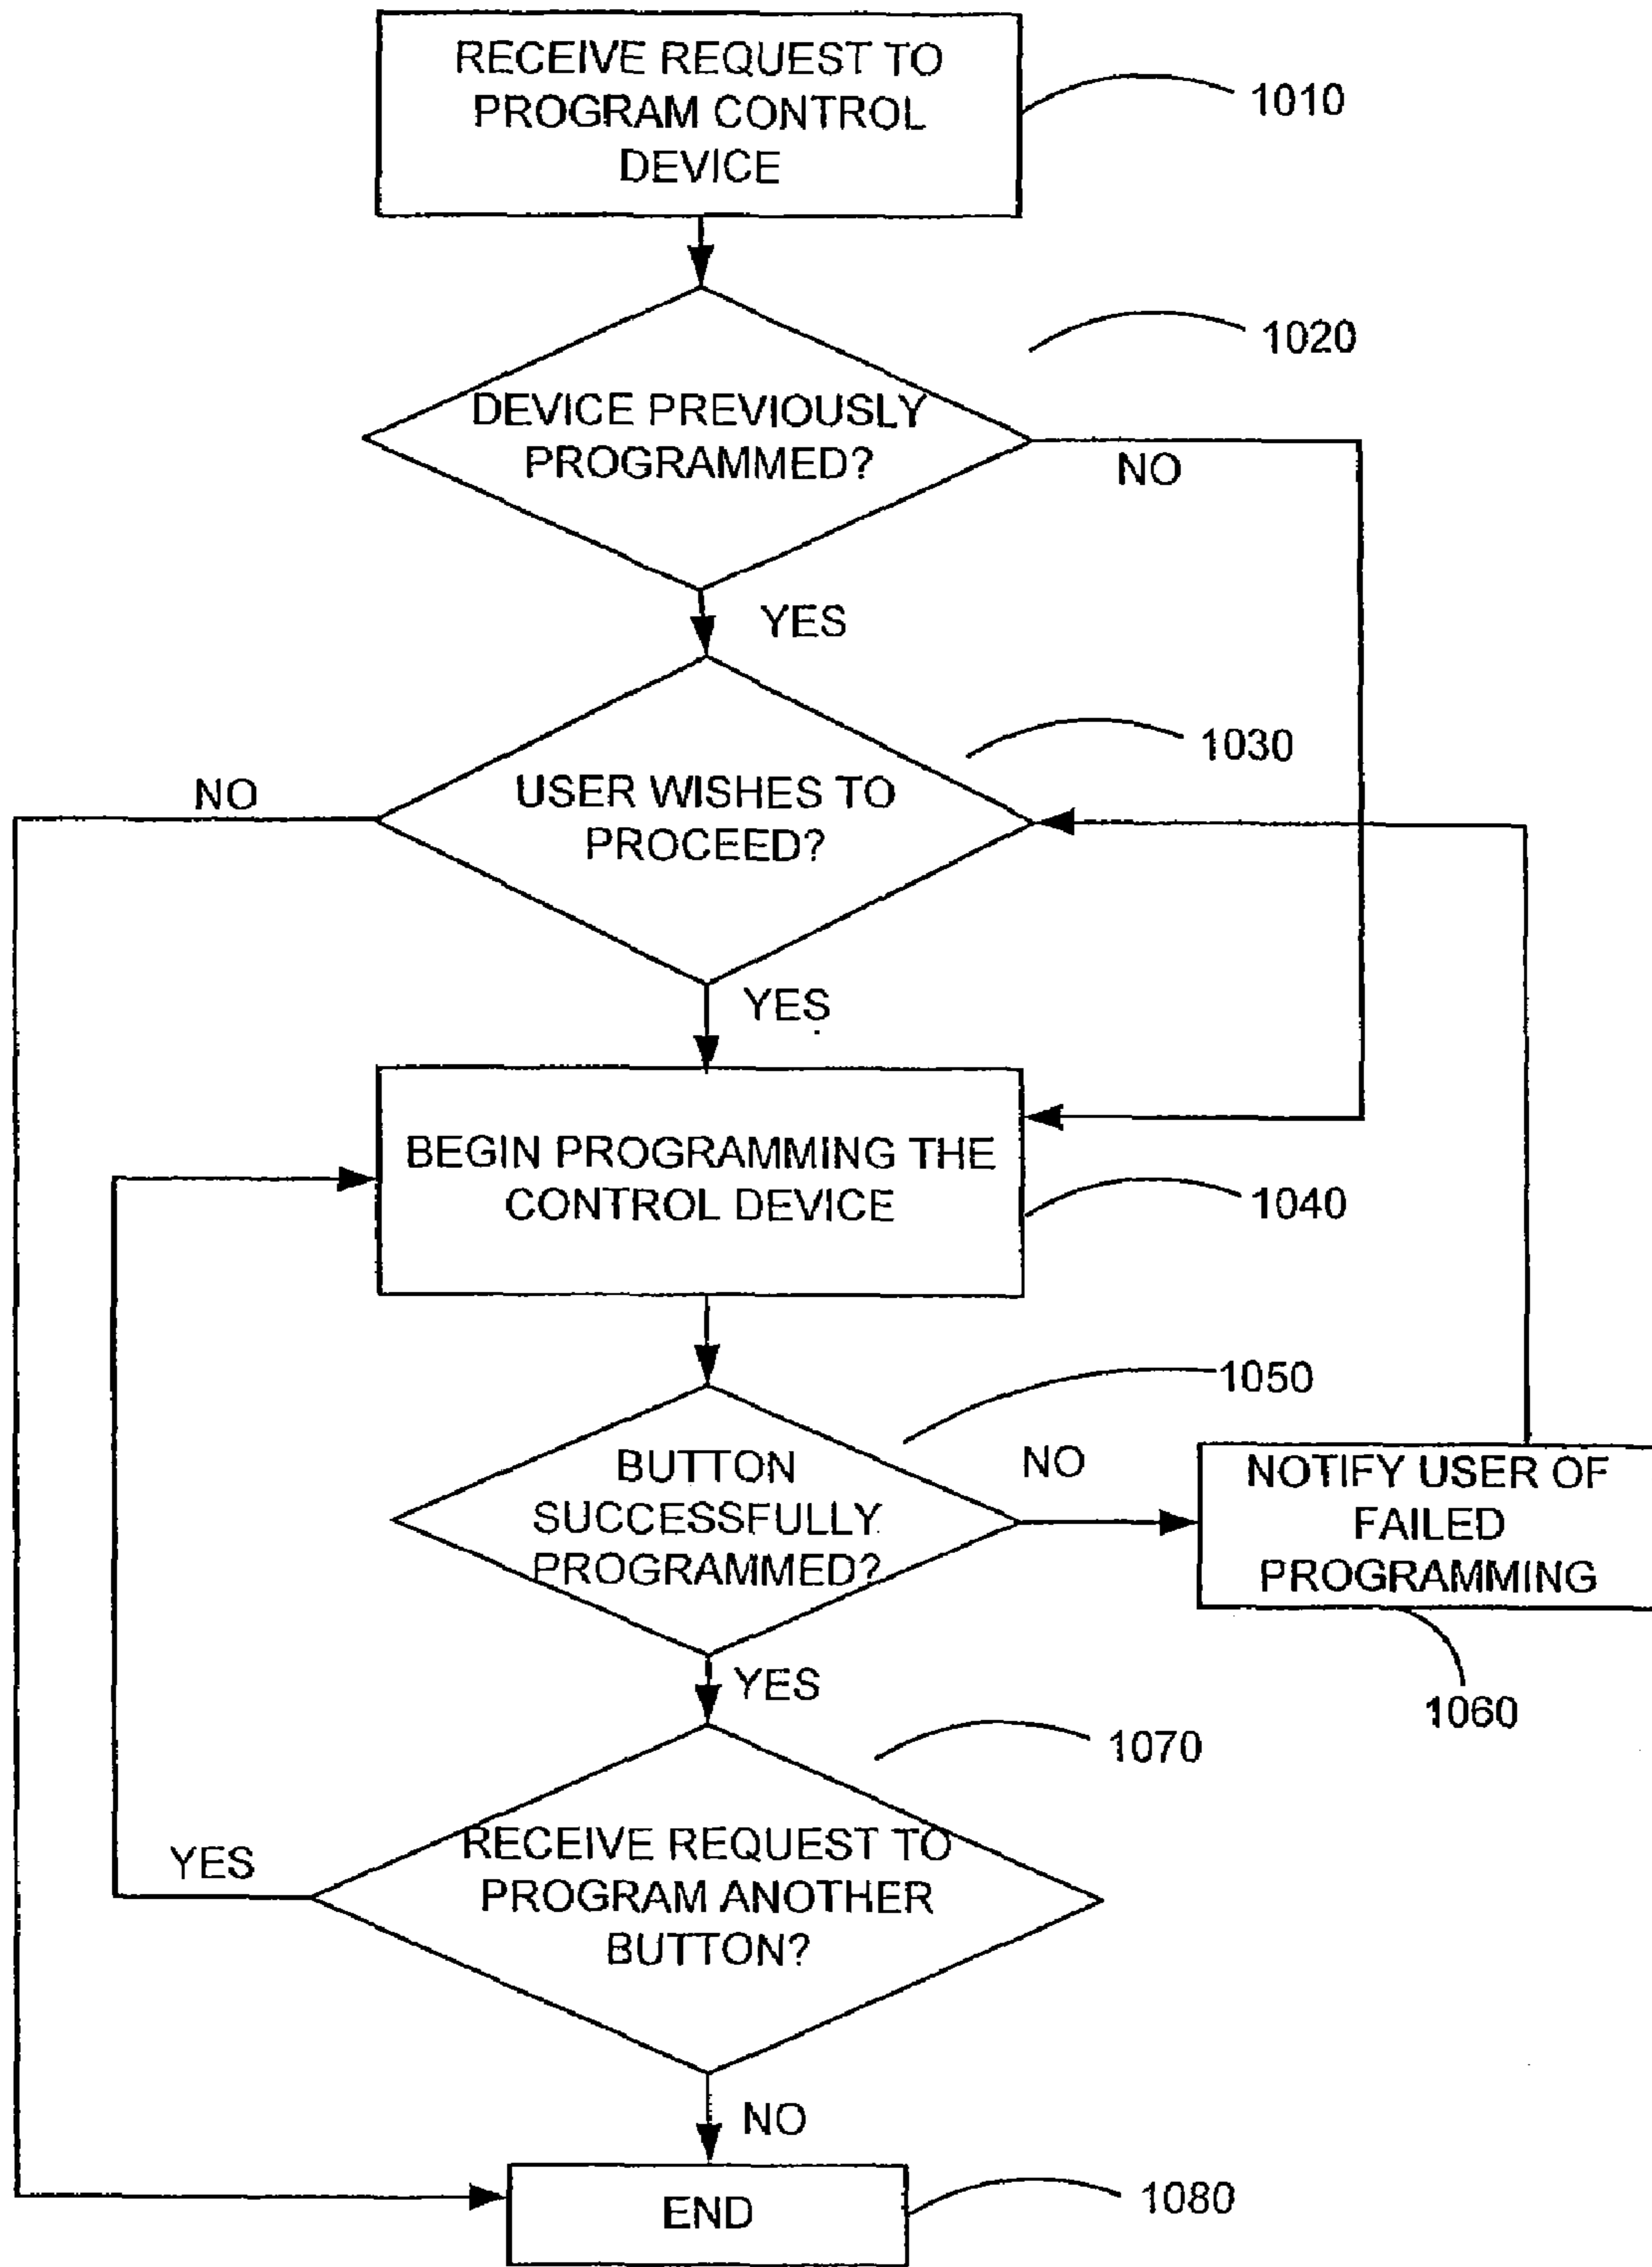 RECEIVE REQUEST TO
PROGRAM CONTROL
DEVICE
1010
1020
DEVICE PREVIOUSLY
PROGRAMMED?
NO
YES
1030
NO
USER WISHES TO
PROCEED?
YES
BEGIN PROGRAMMING THE
CONTROL DEVICE
1040
1050
BUTTON
SUCCESSFULLY
PROGRAMMED?
NO
NOTIFY USER OF
FAILED
PROGRAMMING
1060
YES
1070
YES
RECEIVE REQUEST TO
PROGRAM ANOTHER
BUTTON?
NO
END
1080